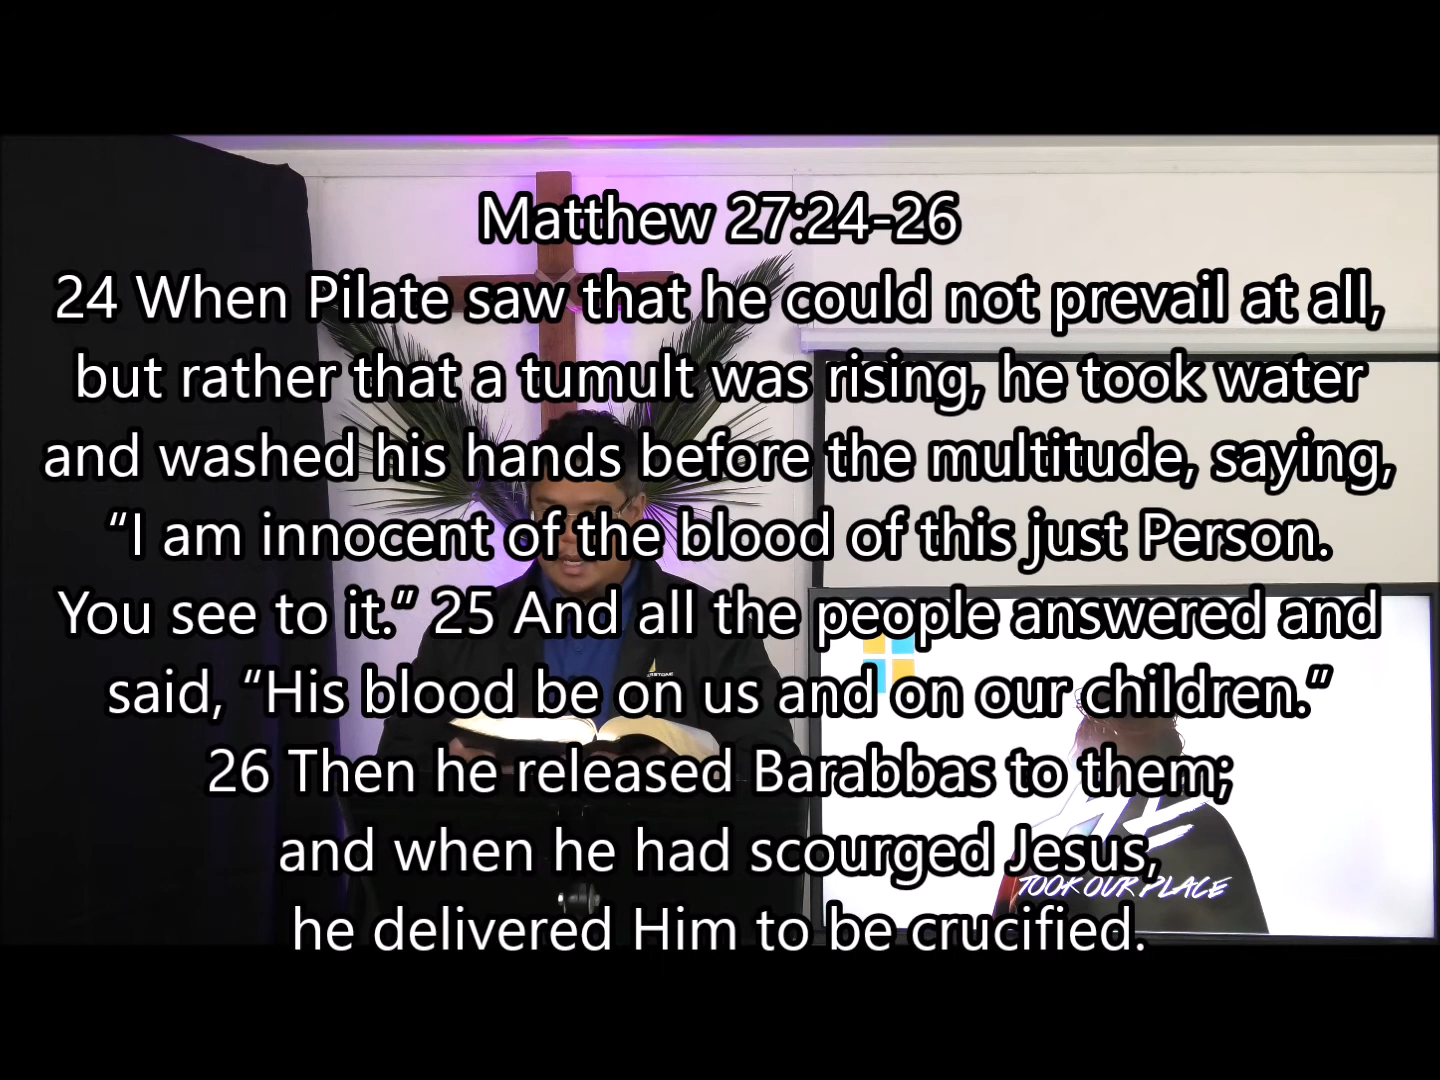 Matthew 27:24-26
24 When Pilate saw that he could not prevail at all,
but rather that a tumult was rising, he took water
and washed his hands before the multitude, saying,
“I am innocent of the blood of this just Person.
You see to it.” 25 And all the people answered and
said, “His blood be on us and on our children.”
26 Then he released Barabbas to them;
and when he had scourged Jesus,
he delivered Him to be crucified.
TOOK OUR PLACE